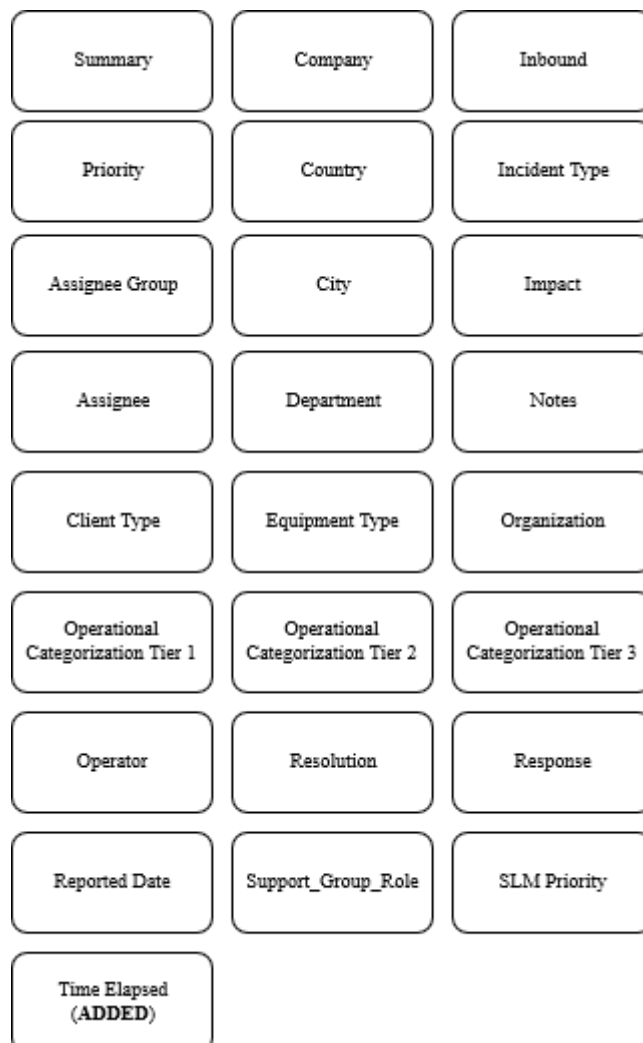 Summary
Company
Inbound
Priority
Country
Incident Type
Assignee Group
City
Impact
Assignee
Department
Notes
Client Type
Equipment Type
Organization
Operational
Categorization Tier 1
Operational
Categorization Tier 2
Operational
Categorization Tier 3
Operator
Resolution
Response
Reported Date
Support_Group_Role
SLM Priority
Time Elapsed
(ADDED)